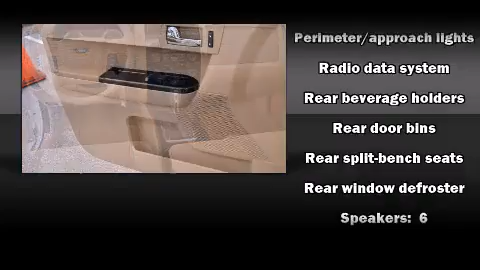 Perimeter/approach lights
Radio data system
Rear beverage holders
Rear door bins
Rear split-bench seats
Rear window defroster
Speakers: 6